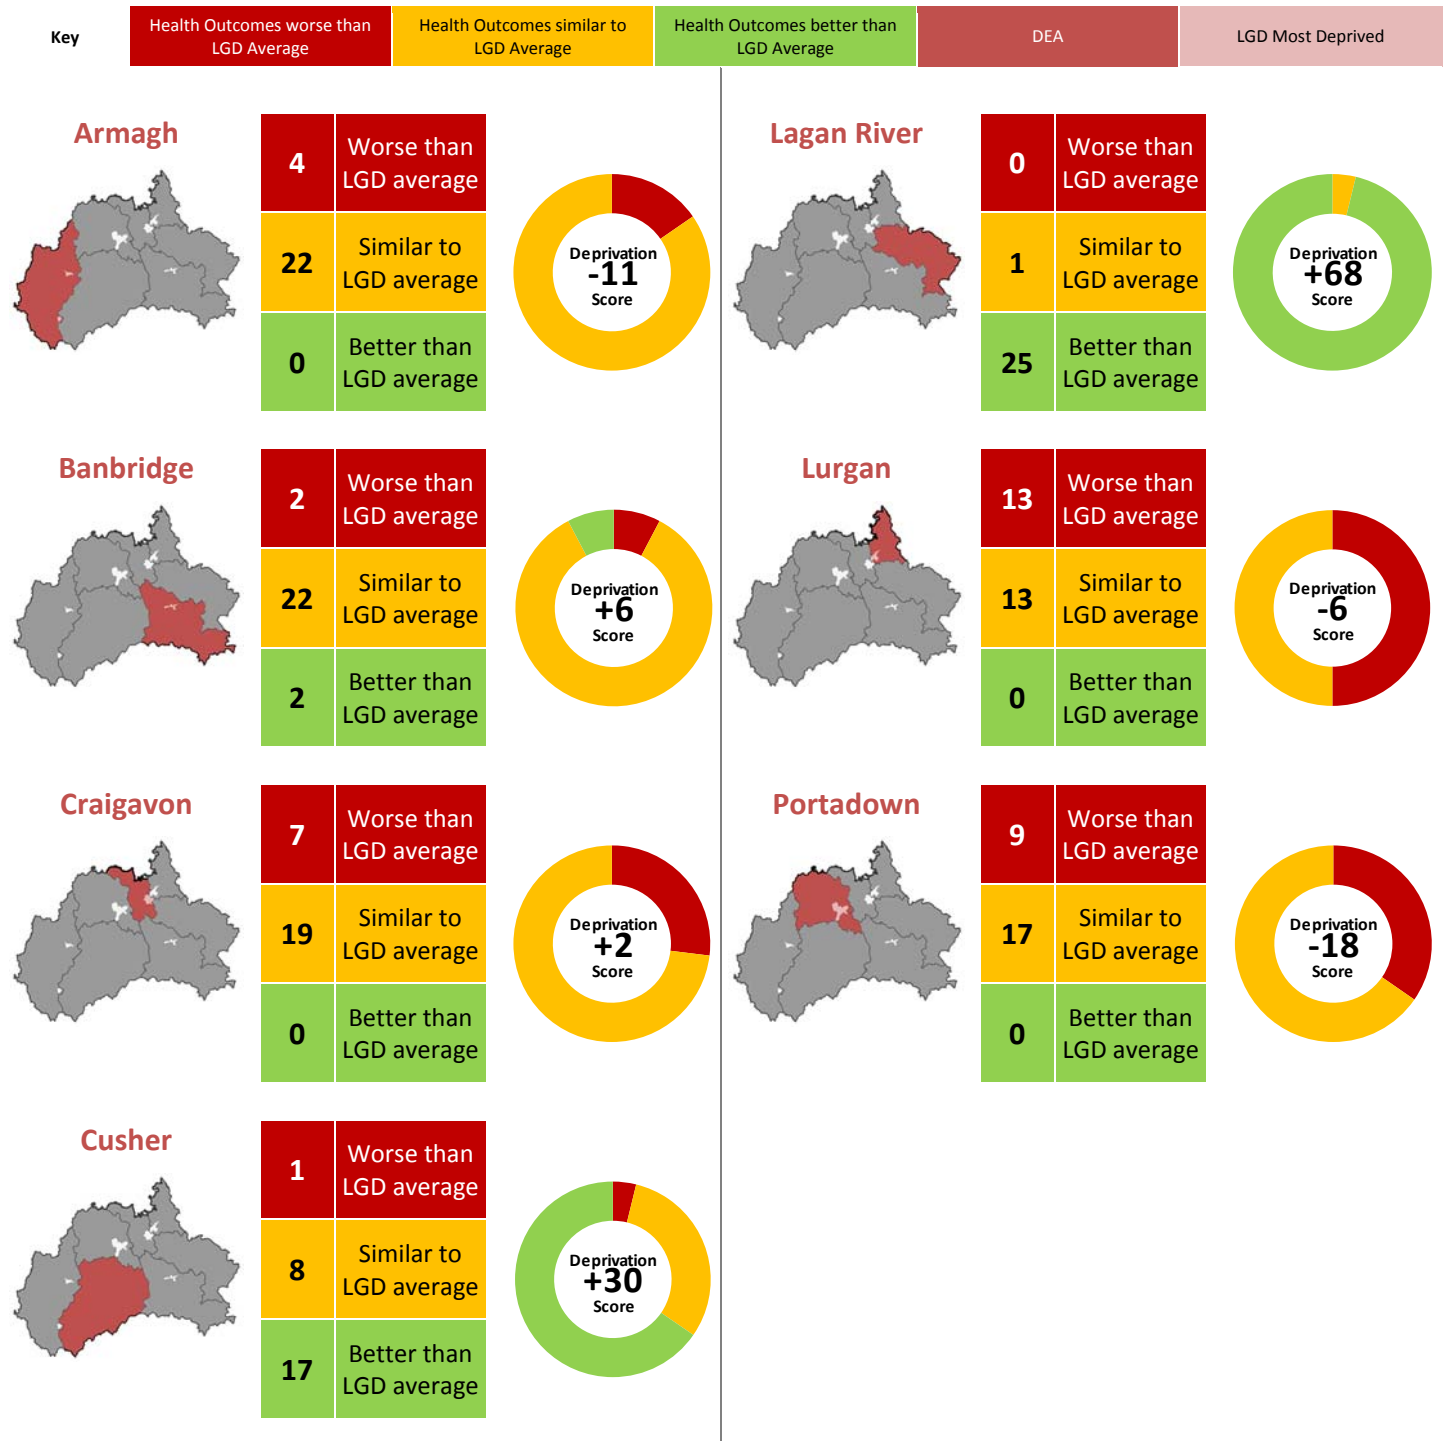 Key
Health Outcomes worse than
LGD Average
Health Outcomes similar to
LGD Average
Health Outcomes better than
LGD Average
DEA
LGD Most Deprived
Armagh
4
Worse than
LGD average
22
Similar to
LGD average
0
Better than
LGD average
Deprivation
-11
Score
Banbridge
2
Worse than
LGD average
22
Similar to
LGD average
2
Better than
LGD average
Deprivation
+6
Score
Craigavon
7
Worse than
LGD average
19
Similar to
LGD average
0
Better than
LGD average
Deprivation
+2
Score
Cusher
1
Worse than
LGD average
8
Similar to
LGD average
17
Better than
LGD average
Deprivation
+30
Score
Lagan River
0
Worse than
LGD average
1
Similar to
LGD average
25
Better than
LGD average
Deprivation
+68
Score
Lurgan
13
Worse than
LGD average
13
Similar to
LGD average
0
Better than
LGD average
Deprivation
-6
Score
Portadown
9
Worse than
LGD average
17
Similar to
LGD average
0
Better than
LGD average
Deprivation
-18
Score